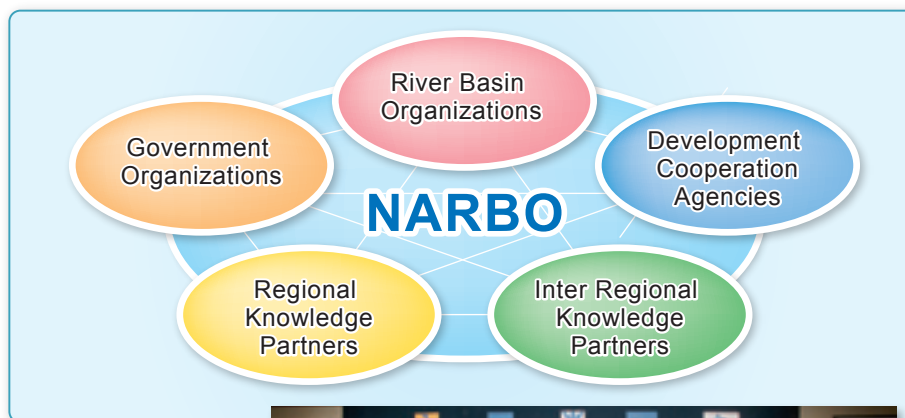 River Basin
Organizations
Government
Organizations
Development
Cooperation
Agencies
NARBO
Regional
Knowledge
Partners
Inter Regional
Knowledge
Partners